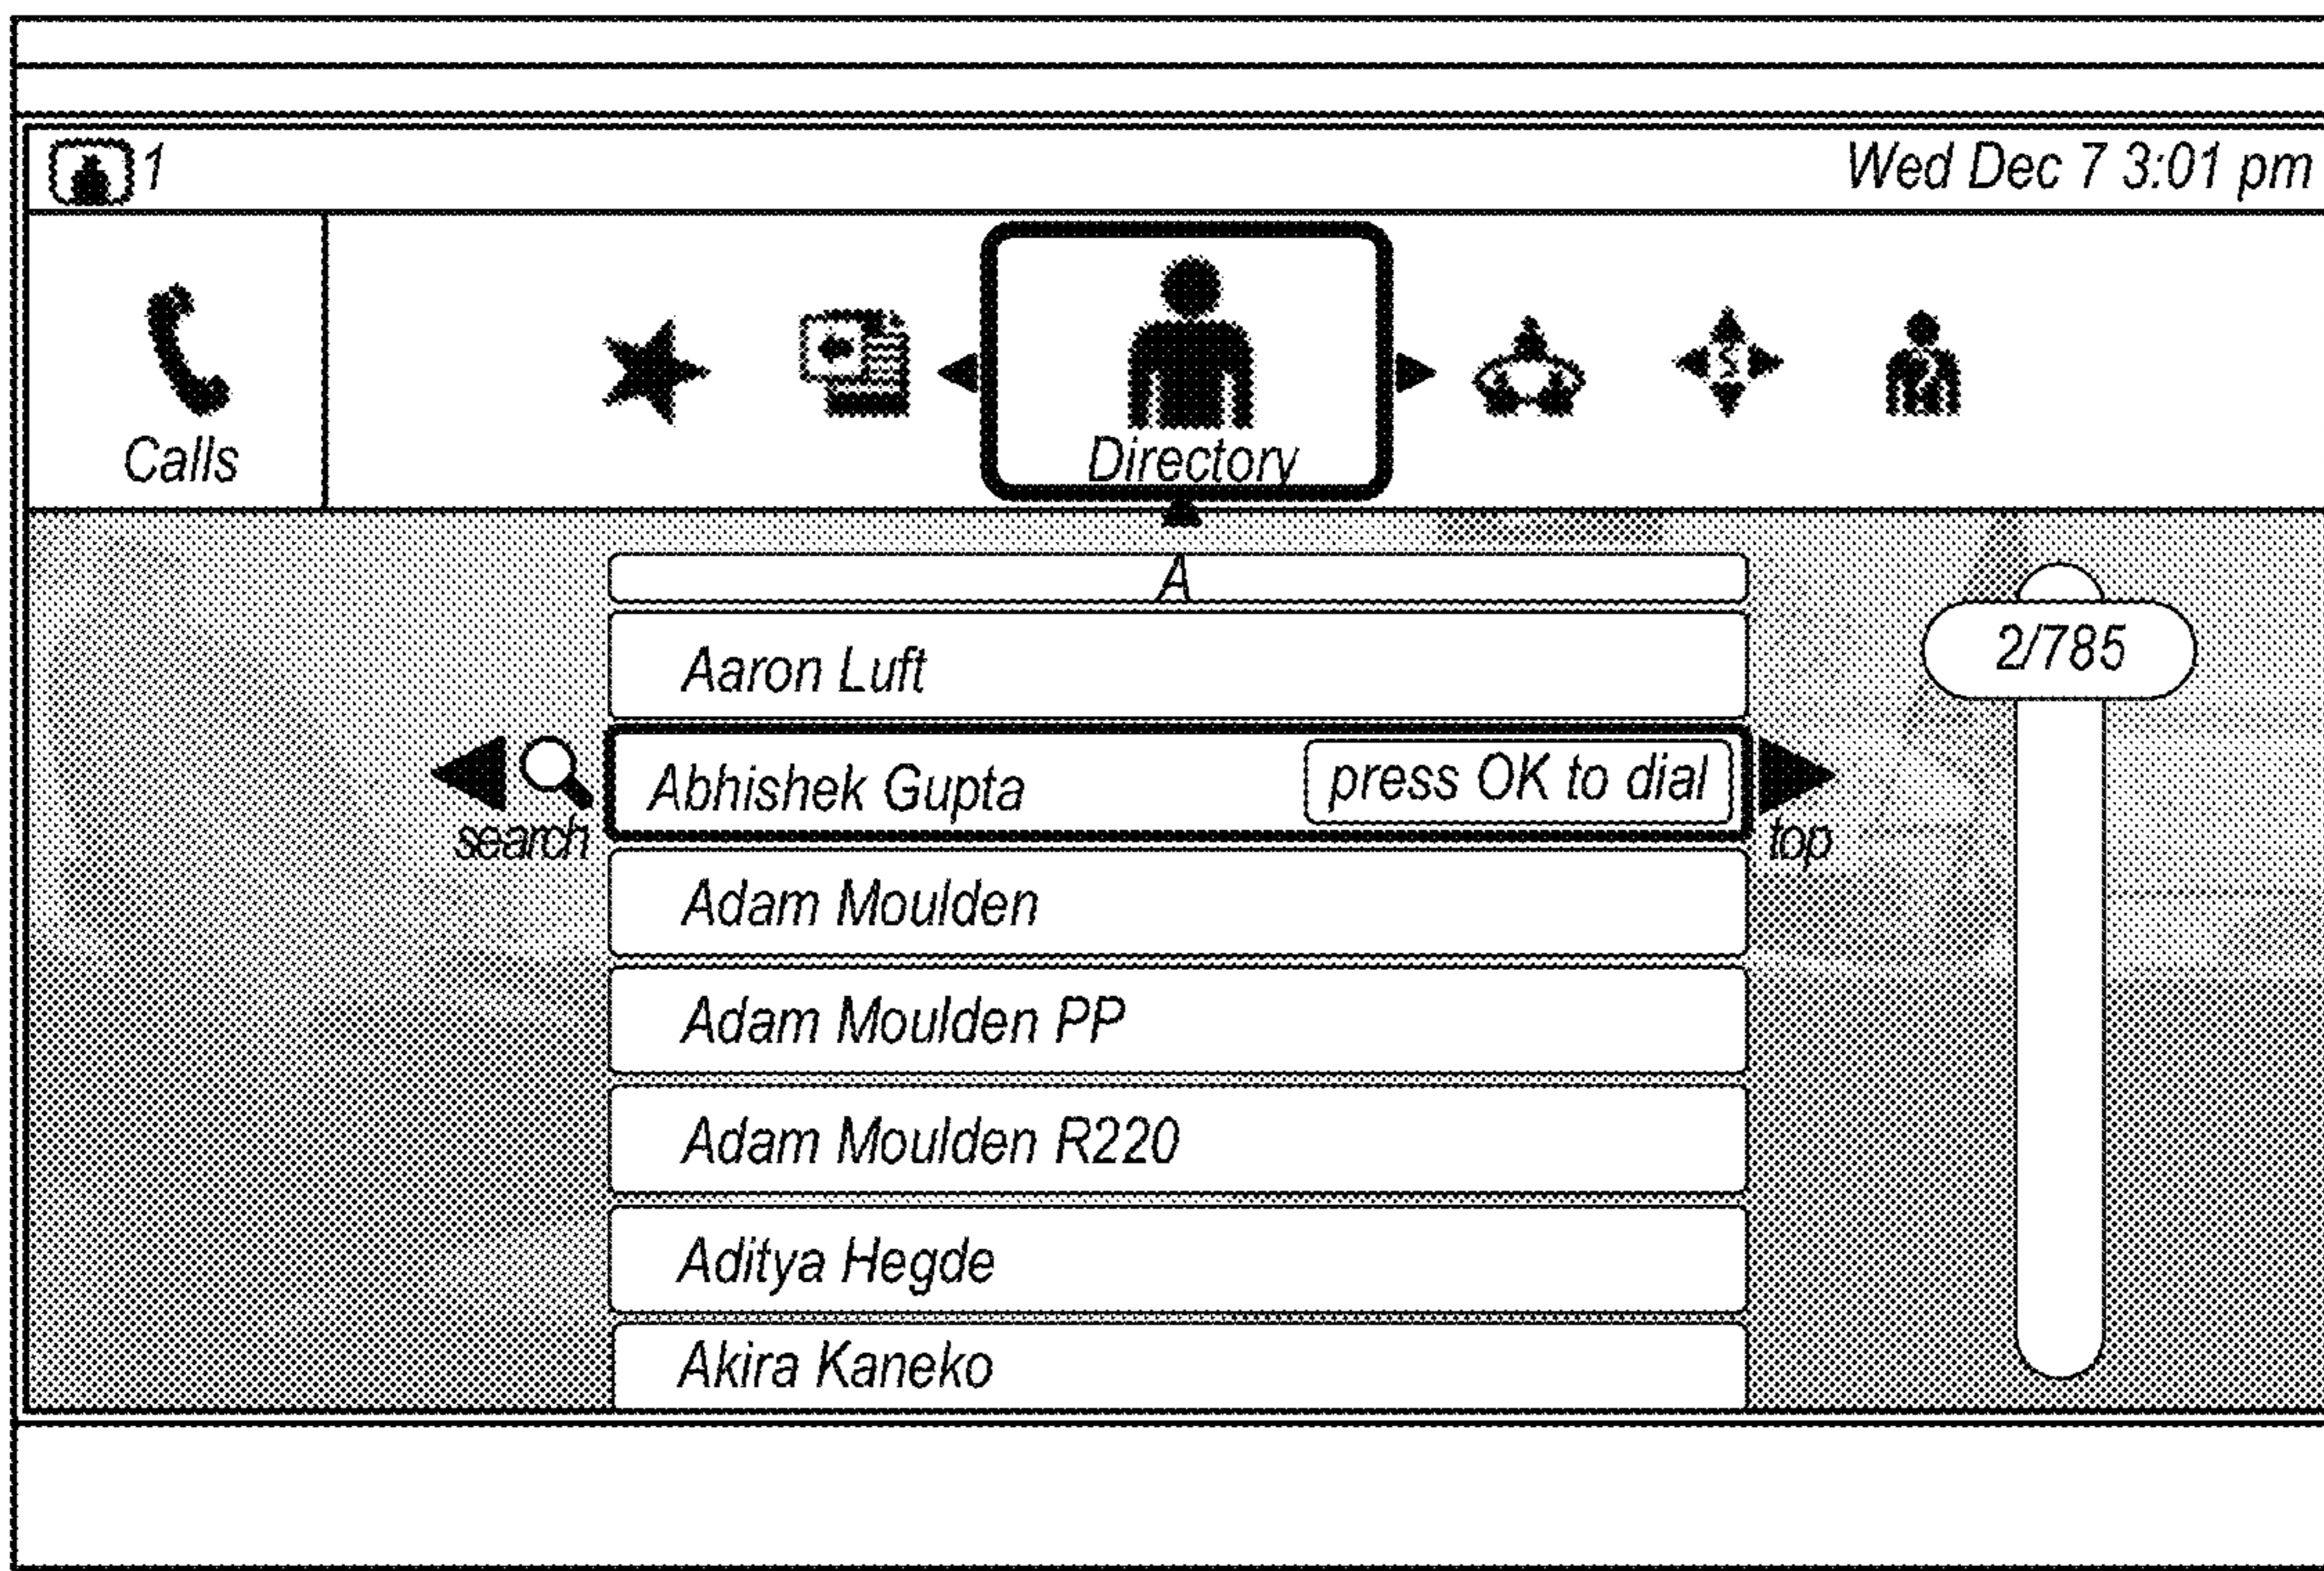 1
Wed Dec 7 3:01 pm
Calls
Directory
A
Aaron Luft
2/785
Abhishek Gupta
press OK to dial
search
top
Adam Moulden
Adam Moulden PP
Adam Moulden R220
Aditya Hegde
Akira Kaneko